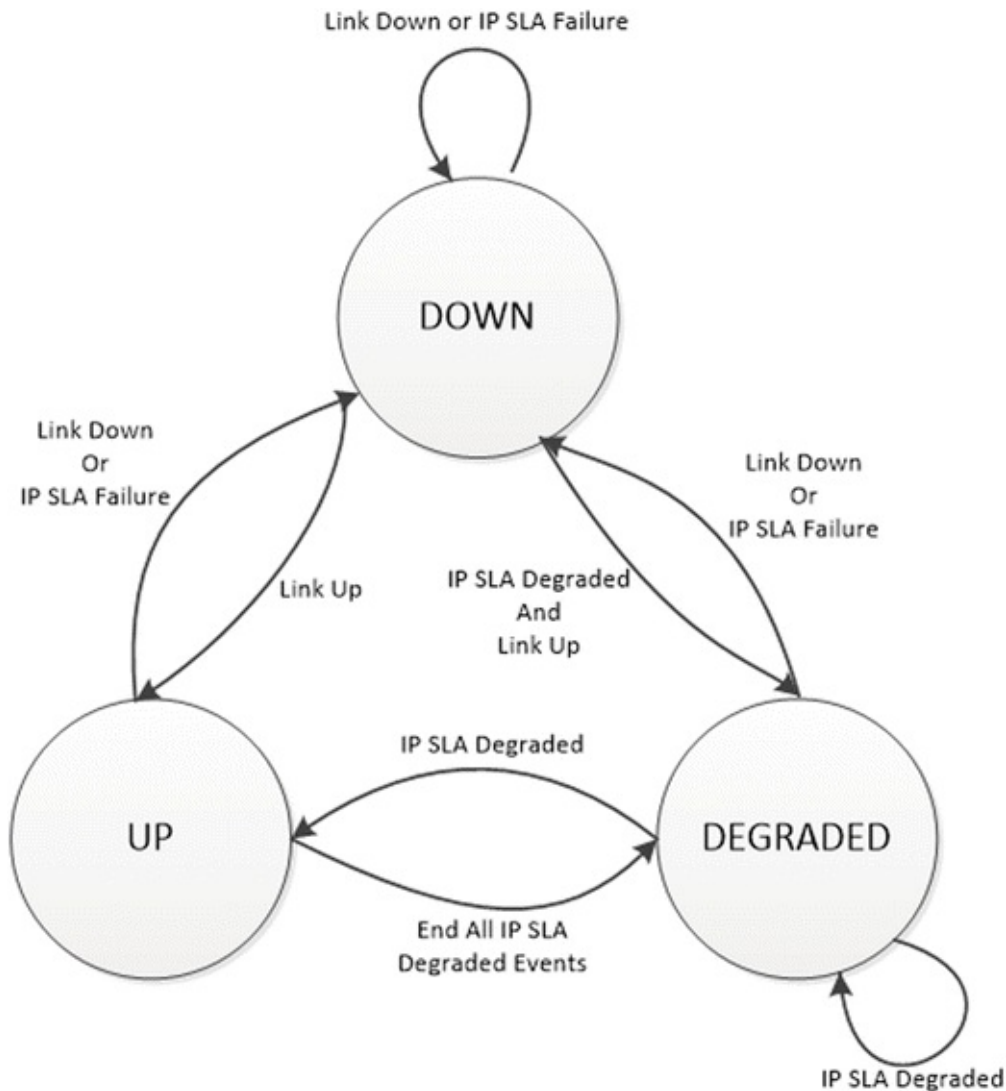 Link Down or IP SLA Failure
DOWN
Link Down
Or
IP SLA Failure
Link Down
Or
IP SLA Failure
Link Up
IP SLA Degraded
And
Link Up
IP SLA Degraded
UP
DEGRADED
End All IP SLA
Degraded Events
IP SLA Degraded